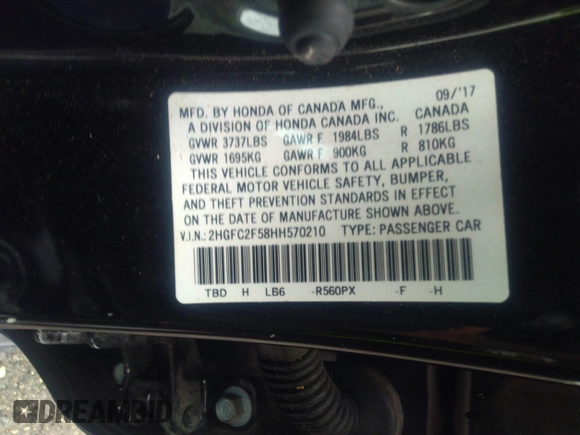 09/'17
MFD. BY HONDA OF CANADA MFG., CANADA
A DIVISION OF HONDA CANADA INC.
GVWR 3737LBS GAWR F 1984LBS R 1786LBS
GVWR 1695KG GAWR F 900KG R 810KG
THIS VEHICLE CONFORMS TO ALL APPLICABLE
FEDERAL MOTOR VEHICLE SAFETY, BUMPER,
AND THEFT PREVENTION STANDARDS IN EFFECT
ON THE DATE OF MANUFACTURE SHOWN ABOVE.
V.I.N.: 2HGFC2F58HH570210 TYPE: PASSENGER CAR
TBD H LB6 -R560PX -F -H
DREAMBID